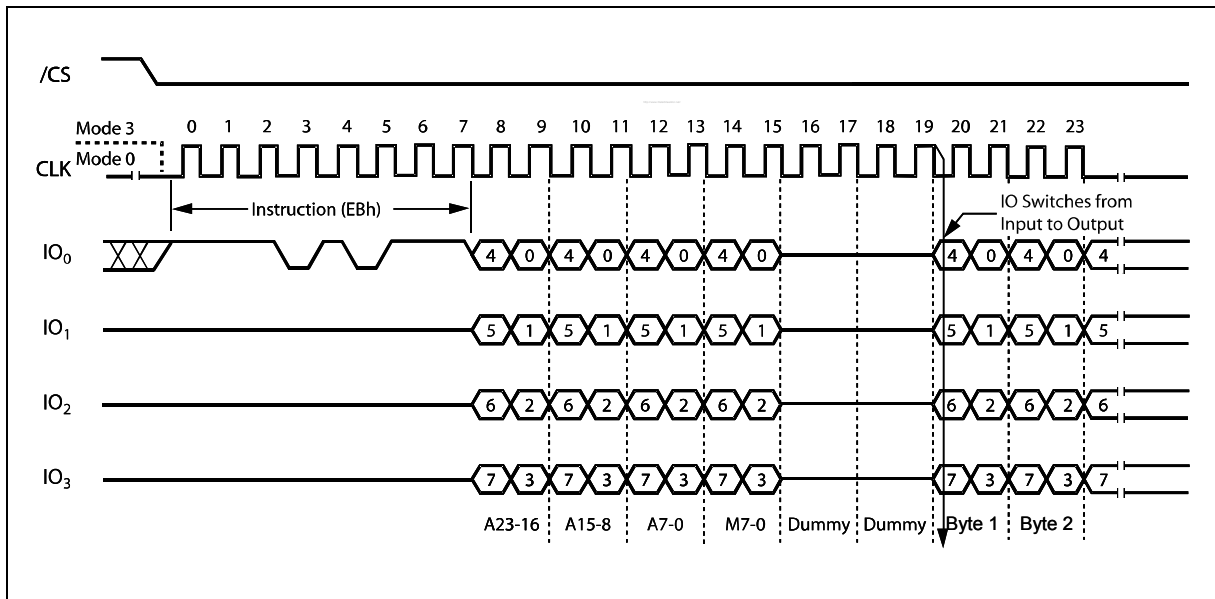 /CS
Mode 3
0 1 2 3 4 5 6 7 8 9 10 11 12 13 14 15 16 17 18 19 20 21 22 23
CLK
Mode 0
Instruction (EBh)
IO Switches from
Input to Output
IO0
4 0 4 0 4 0 4 0 4 0 4 0 4
IO1
5 1 5 1 5 1 5 1 5 1 5 1 5
IO2
6 2 6 2 6 2 6 2 6 2 6 2 6
IO3
7 3 7 3 7 3 7 3 7 3 7 3 7
A23-16 A15-8 A7-0 M7-0 Dummy Dummy Byte 1 Byte 2